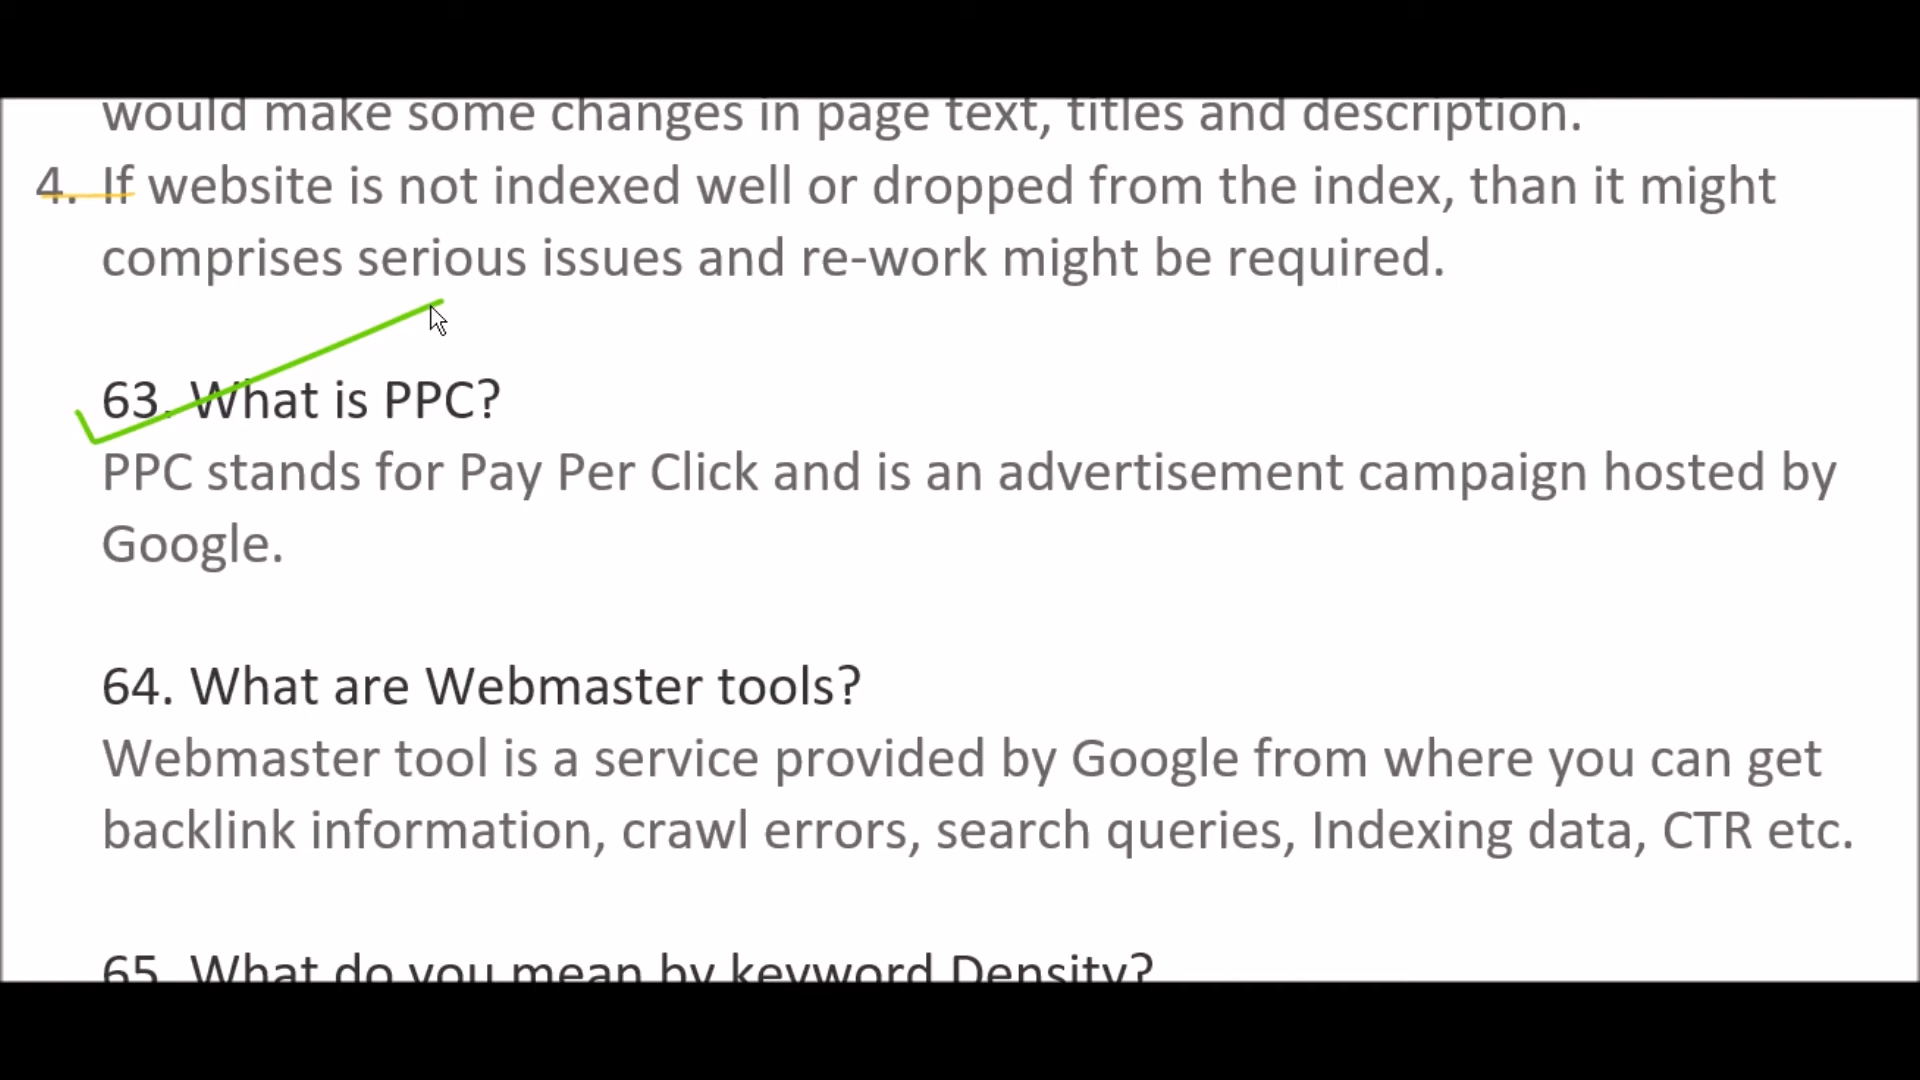 would make some changes in page text, titles and description.
4. If website is not indexed well or dropped from the index, than it might
comprises serious issues and re-work might be required.
63. What is PPC?
PPC stands for Pay Per Click and is an advertisement campaign hosted by
Google.
64. What are Webmaster tools?
Webmaster tool is a service provided by Google from where you can get
backlink information, crawl errors, search queries, Indexing data, CTR etc.
65. What do you mean by keyword Density?